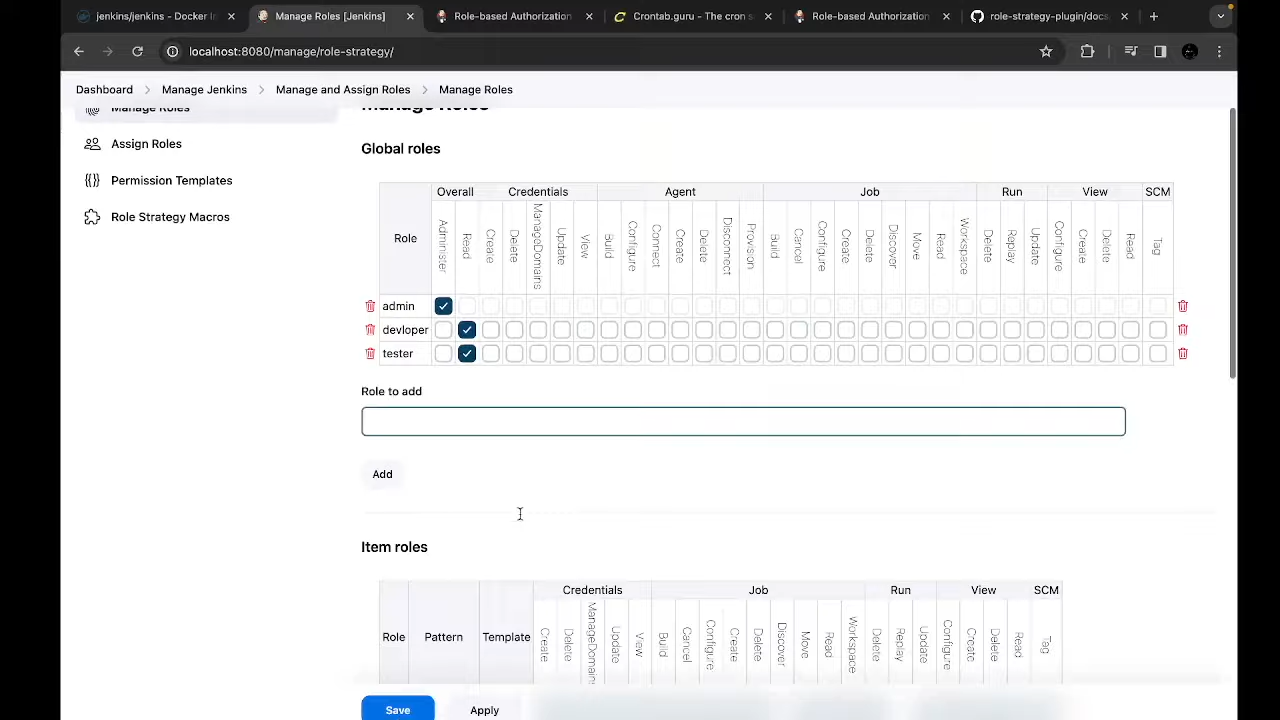 jenkins/jenkins - Docker I
Manage Roles [Jenkins]
Role-based Authorization
Crontab.guru - The cron s
Role-based Authorization
role-strategy-plugin/docs
localhost:8080/manage/role-strategy/
Dashboard
Manage Jenkins
Manage and Assign Roles
Manage Roles
Manage Roles
Assign Roles
Permission Templates
Role Strategy Macros
Manage Roles
Global roles
Role
Overall
Credentials
Agent
Job
Run
View
SCM
Administer
Read
Create
Delete
ManageDomains
Update
View
Build
Configure
Connect
Create
Delete
Disconnect
Provision
Build
Cancel
Configure
Create
Delete
Discover
Move
Read
Workspace
Delete
Replay
Update
Configure
Create
Delete
Read
Tag
admin
devloper
tester
Role to add
Add
Item roles
Role
Pattern
Template
Credentials
Job
Run
View
SCM
Create
Delete
ManageDomains
Update
View
Build
Cancel
Configure
Create
Delete
Discover
Move
Read
Workspace
Delete
Replay
Update
Configure
Create
Delete
Read
Tag
Save
Apply